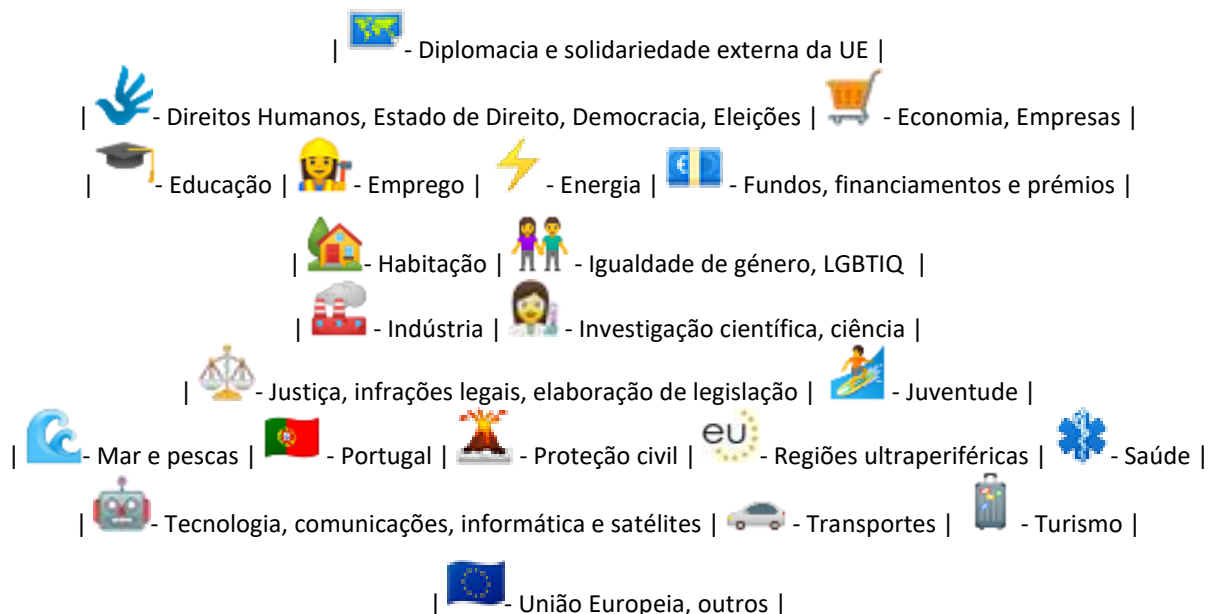 | - Diplomacia e solidariedade externa da UE |
| - Direitos Humanos, Estado de Direito, Democracia, Eleições | - Economia, Empresas |
| - Educação | - Emprego | - Energia | - Fundos, financiamentos e prémios |
| - Habitação | - Igualdade de género, LGBTIQ |
| - Indústria | - Investigação científica, ciência |
| - Justiça, infrações legais, elaboração de legislação | - Juventude |
| - Mar e pescas | - Portugal | - Proteção civil | eu - Regiões ultraperiféricas | - Saúde |
| - Tecnologia, comunicações, informática e satélites | - Transportes | - Turismo |
| - União Europeia, outros |